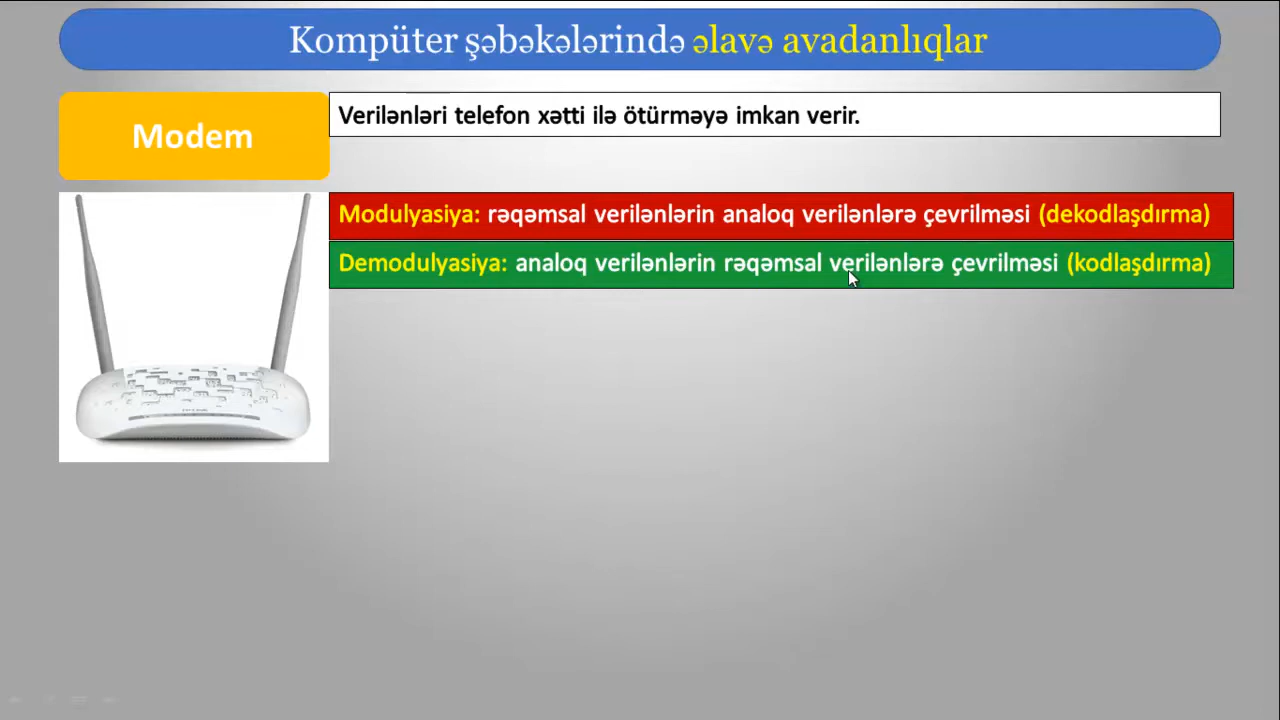 Kompüter şəbəkələrində əlavə avadanlıqlar
Modem
Verilənləri telefon xətti ilə ötürməyə imkan verir.
Modulyasiya: rəqəmsal verilənlərin analoq verilənlərə çevrilməsi (dekodlaşdırma)
Demodulyasiya: analoq verilənlərin rəqəmsal verilənlərə çevrilməsi (kodlaşdırma)